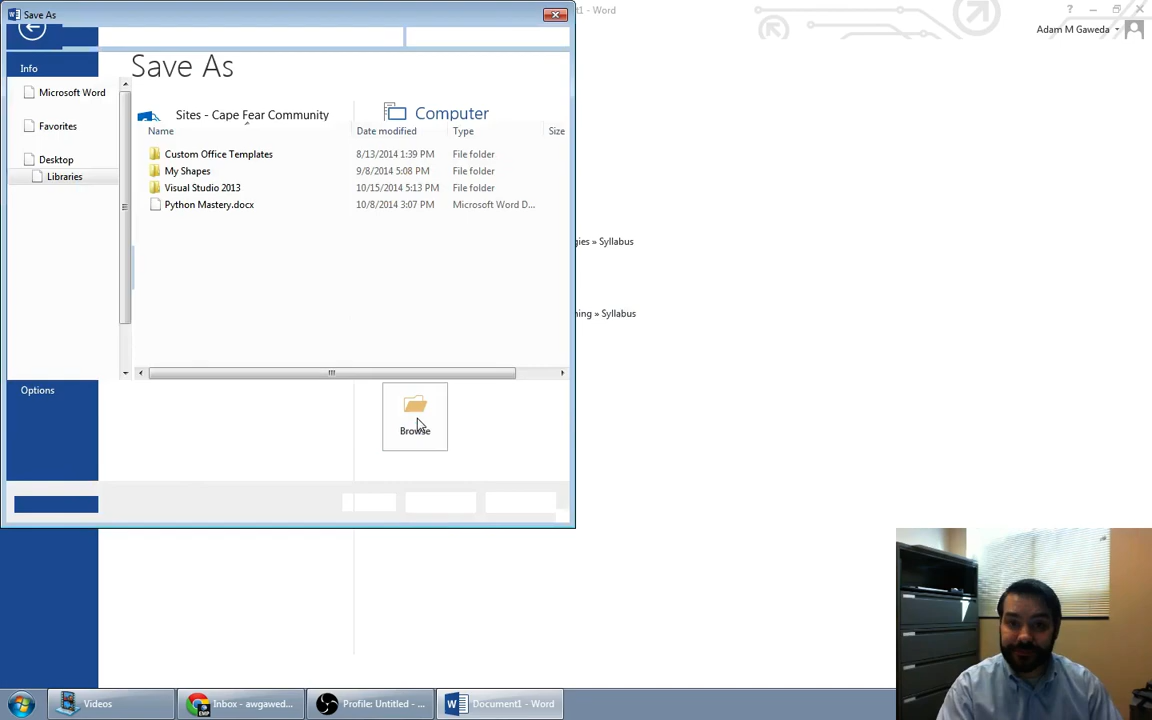 Save As
t1 - Word
?
Adam M Gaweda
Info
Save As
Microsoft Word
Sites - Cape Fear Community
Computer
Name
Date modified
Type
Size
Favorites
Custom Office Templates
8/13/2014 1:39 PM
File folder
Desktop
My Shapes
9/8/2014 5:08 PM
File folder
Libraries
Visual Studio 2013
10/15/2014 5:13 PM
File folder
Python Mastery.docx
10/8/2014 3:07 PM
Microsoft Word D...
gies » Syllabus
ning » Syllabus
Options
Browse
Videos
Inbox - awgawed...
Profile: Untitled - ...
Document1 - Word